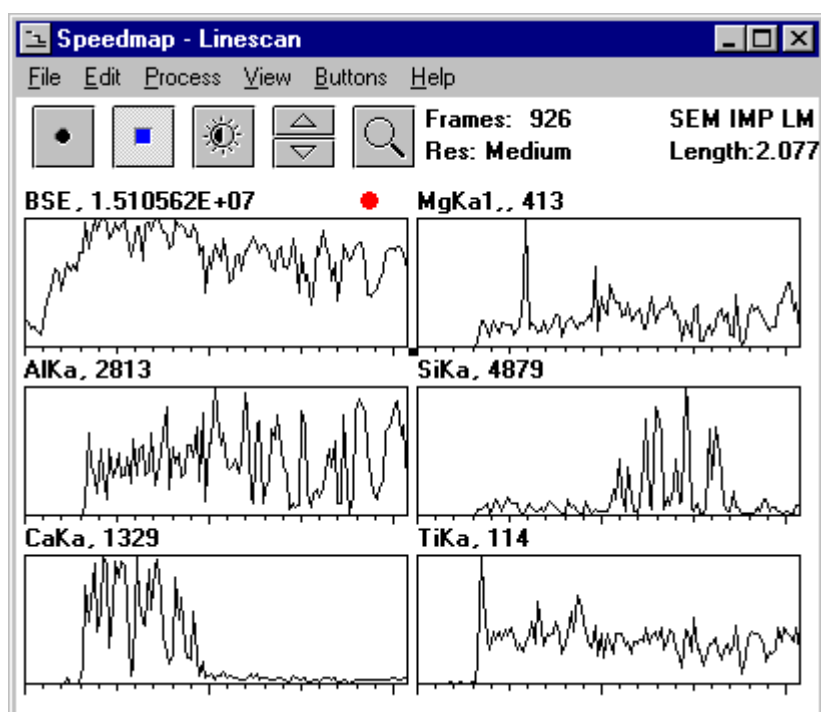 Speedmap - Linescan
File Edit Process View Buttons Help
Frames: 926 SEM IMP LM
Res: Medium Length:2.077
BSE, 1.510562E+07 MgKa1,, 413
AlKa, 2813 SiKa, 4879
CaKa, 1329 TiKa, 114